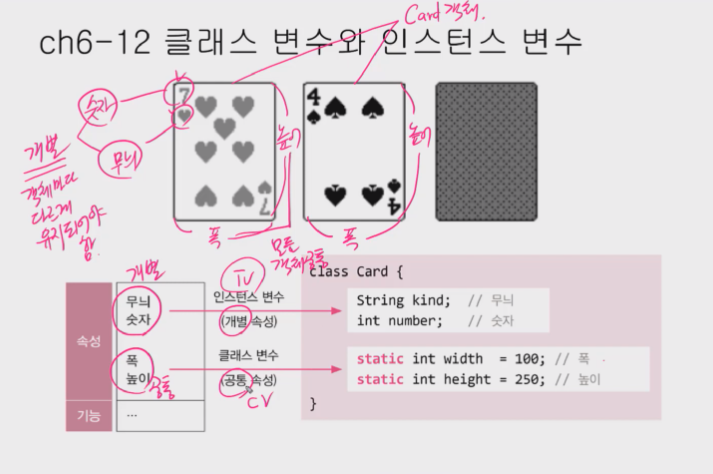 Card 객체.
ch6-12 클래스 변수와 인스턴스 변수
7
4
숫자
무늬
개별
객체마다
다르게
유지되어야
함.
높이
높이
폭
폭
모든
객체 공통
7
4
개별
IV
속성
무늬
숫자
인스턴스 변수
(개별 속성)
폭
높이
공통
클래스 변수
(공통 속성)
CV
기능
...
class Card {
String kind; // 무늬
int number; // 숫자
static int width = 100; // 폭
static int height = 250; // 높이
}